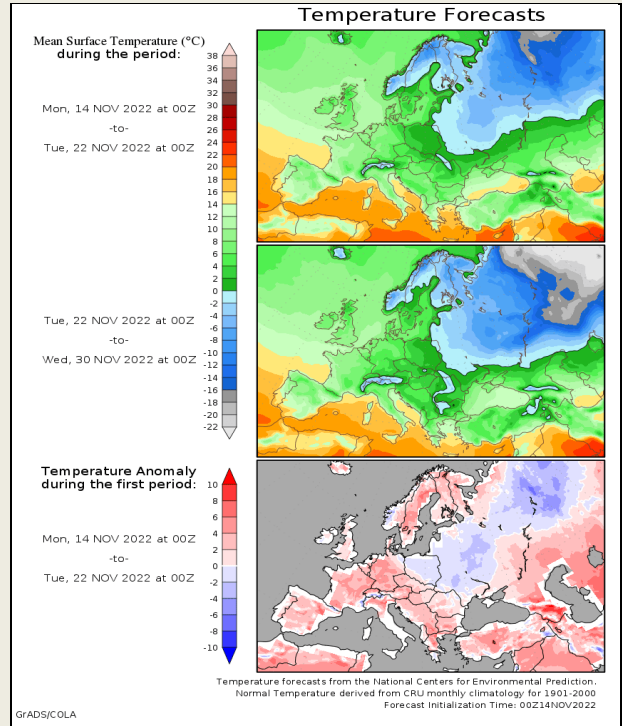 Temperature Forecasts
Mean Surface Temperature (°C)
during the period:
Mon, 14 NOV 2022 at 00Z
-to-
Tue, 22 NOV 2022 at 00Z
38
36
34
32
30
28
26
24
22
20
18
16
14
12
10
8
6
4
2
0
-2
-4
-6
-8
-10
-12
-14
-16
-18
-20
-22
Tue, 22 NOV 2022 at 00Z
-to-
Wed, 30 NOV 2022 at 00Z
Temperature Anomaly
during the first period:
Mon, 14 NOV 2022 at 00Z
-to-
Tue, 22 NOV 2022 at 00Z
10
8
6
4
2
0
-2
-4
-6
-8
-10
Temperature forecasts from the National Centers for Environmental Prediction.
Normal Temperature derived from CRU monthly climatology for 1901-2000
Forecast Initialization Time: 00Z14NOV2022
GrADS/COLA